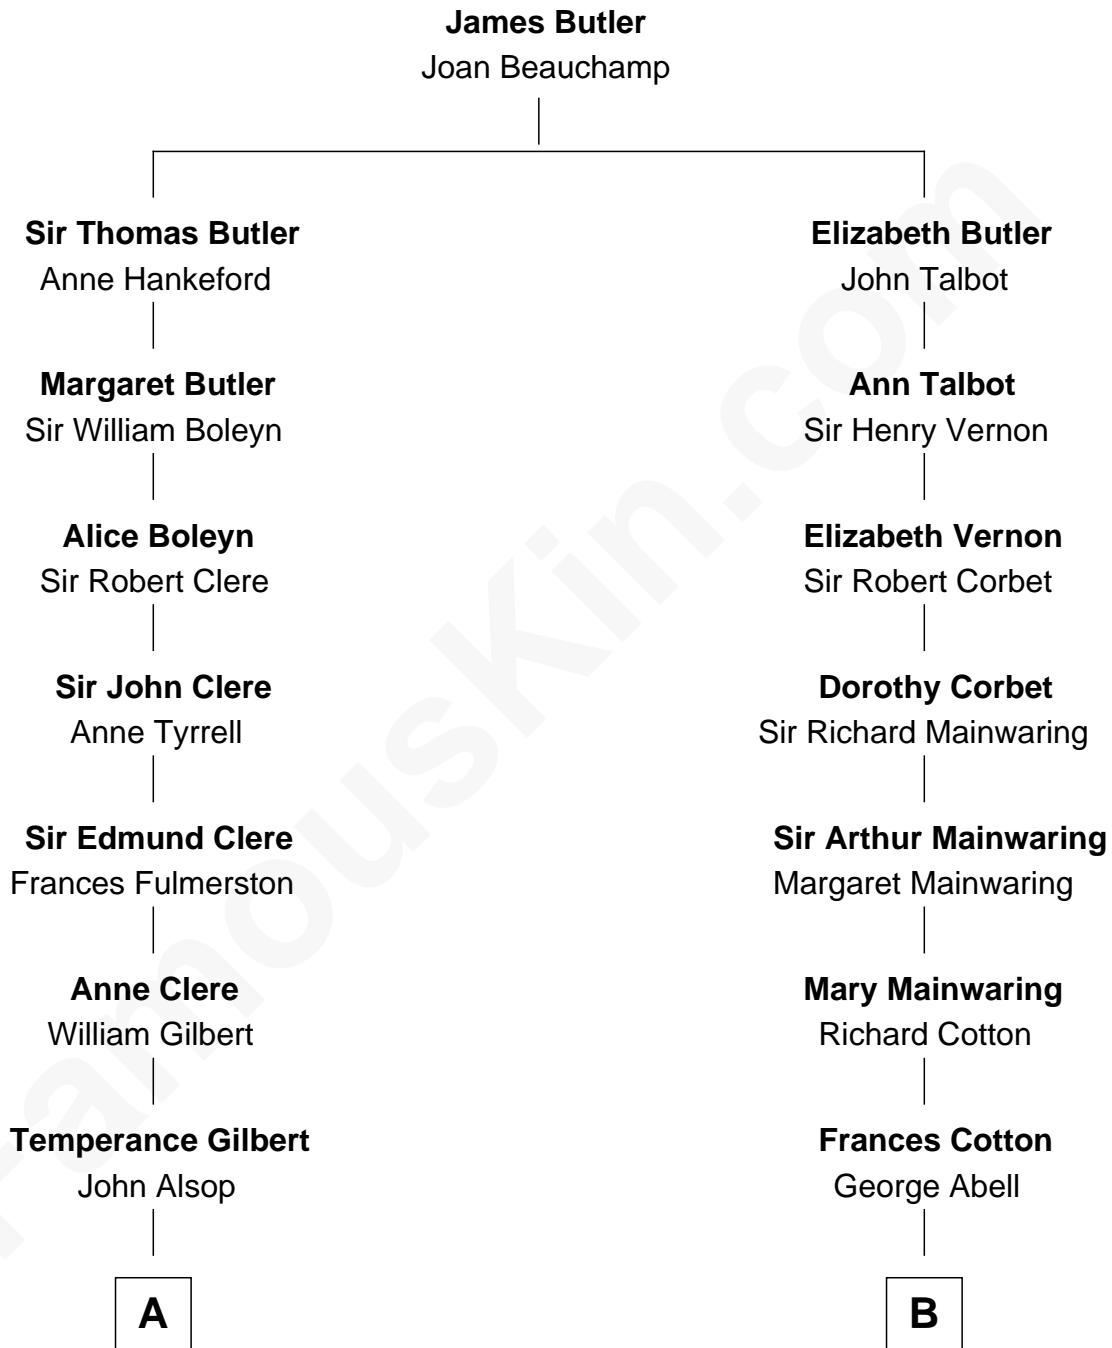 James Butler
Joan Beauchamp
Sir Thomas Butler
Anne Hankeford
Margaret Butler
Sir William Boleyn
Alice Boleyn
Sir Robert Clere
Sir John Clere
Anne Tyrrell
Sir Edmund Clere
Frances Fulmerston
Anne Clere
William Gilbert
Temperance Gilbert
John Alsop
A
Elizabeth Butler
John Talbot
Ann Talbot
Sir Henry Vernon
Elizabeth Vernon
Sir Robert Corbet
Dorothy Corbet
Sir Richard Mainwaring
Sir Arthur Mainwaring
Margaret Mainwaring
Mary Mainwaring
Richard Cotton
Frances Cotton
George Abell
B
FamousKin.com